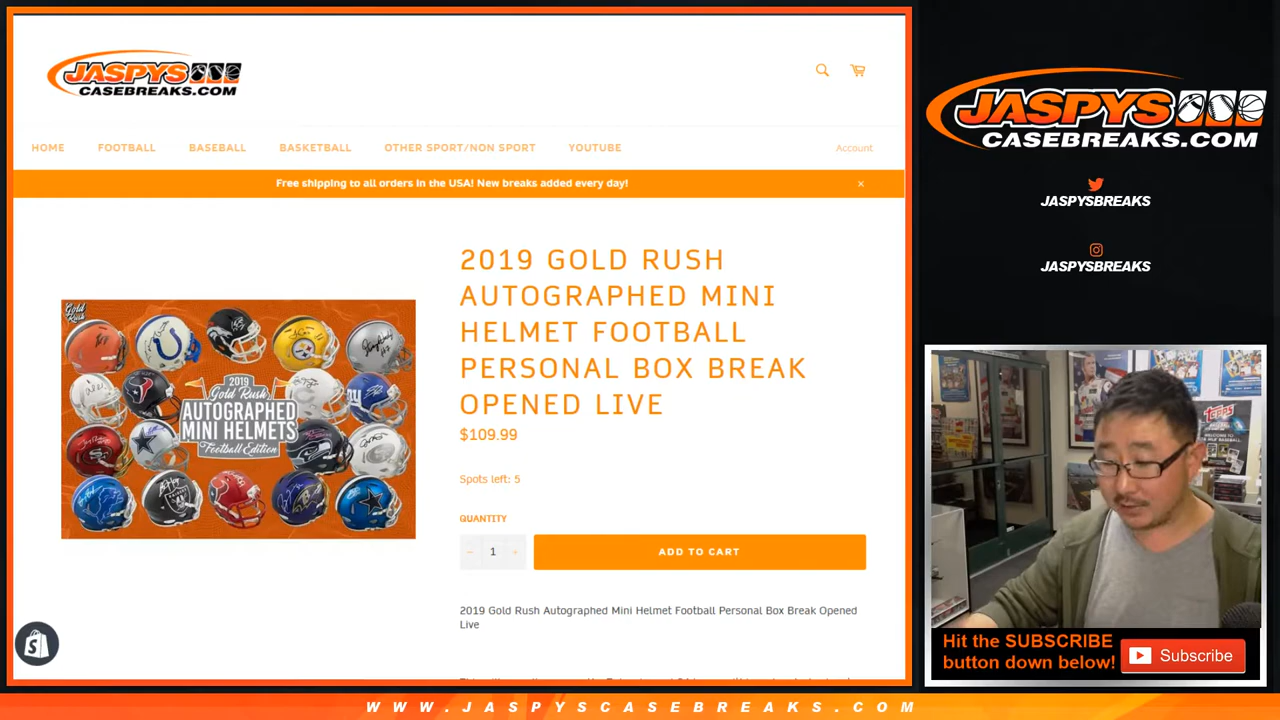 JASPYS
CASEBREAKS.COM
HOME
FOOTBALL
BASEBALL
BASKETBALL
OTHER SPORT/NON SPORT
YOUTUBE
Account
Free shipping to all orders in the USA! New breaks added every day!
×
2019 GOLD RUSH
AUTOGRAPHED MINI
HELMET FOOTBALL
PERSONAL BOX BREAK
OPENED LIVE
$109.99
Spots left: 5
QUANTITY
− 1 +
ADD TO CART
2019 Gold Rush Autographed Mini Helmet Football Personal Box Break Opened
Live
Gold
Rush
2019
Gold Rush
AUTOGRAPHED
MINI HELMETS
Football Edition
JASPYS
CASEBREAKS.COM
JASPYSBREAKS
JASPYSBREAKS
TOPPS
Hit the SUBSCRIBE
button down below!
Subscribe
WWW.JASPYSCASEBREAKS.COM